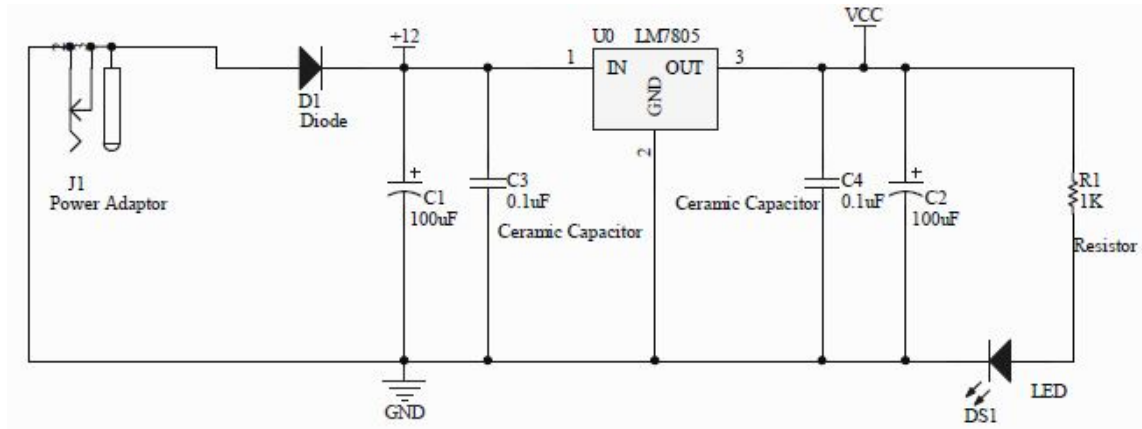 VCC
+12
U0 LM7805
1
IN OUT
3
GND
2
D1
Diode
J1
Power Adaptor
+
C1
100uF
C3
0.1uF
Ceramic Capacitor
Ceramic Capacitor
C4
0.1uF
+
C2
100uF
R1
1K
Resistor
GND
DS1
LED